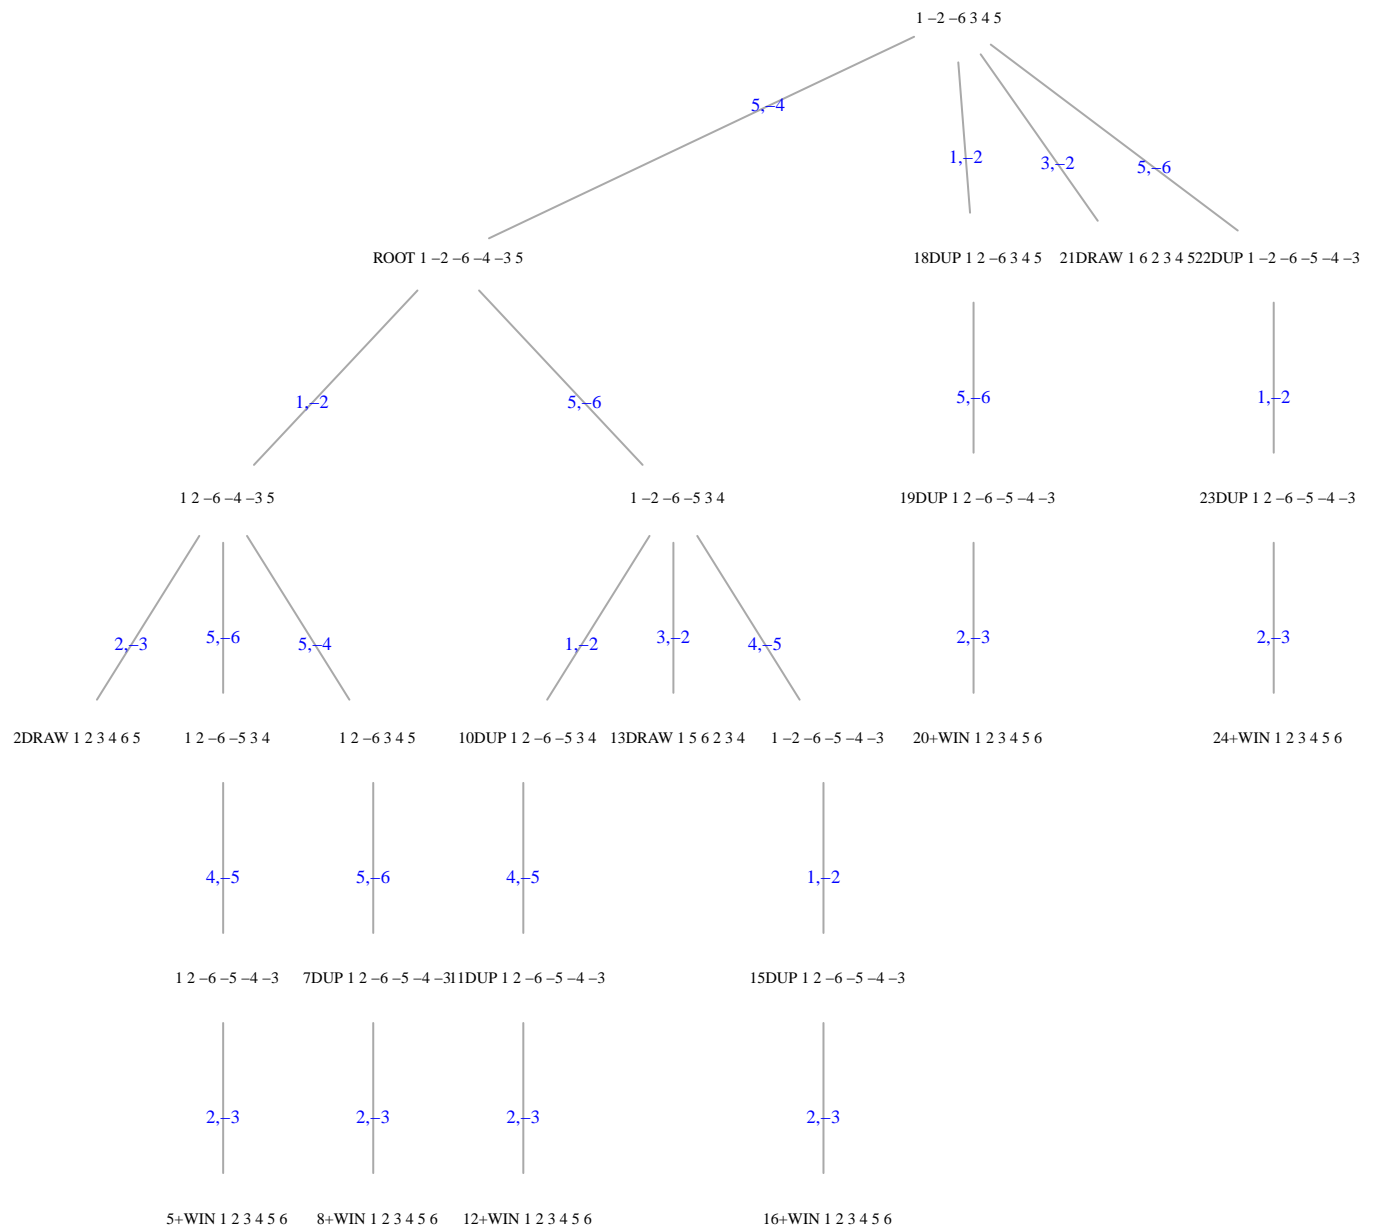 1 –2 –6 3 4 5
5,–4
1,–2
3,–2
5,–6
ROOT 1 –2 –6 –4 –3 5
18DUP 1 2 –6 3 4 5
21DRAW 1 6 2 3 4 5
22DUP 1 –2 –6 –5 –4 –3
1,–2
5,–6
5,–6
1,–2
1 2 –6 –4 –3 5
1 –2 –6 –5 3 4
19DUP 1 2 –6 –5 –4 –3
23DUP 1 2 –6 –5 –4 –3
2,–3
5,–6
5,–4
1,–2
3,–2
4,–5
2,–3
2,–3
2DRAW 1 2 3 4 6 5
1 2 –6 –5 3 4
1 2 –6 3 4 5
10DUP 1 2 –6 –5 3 4
13DRAW 1 5 6 2 3 4
1 –2 –6 –5 –4 –3
20+WIN 1 2 3 4 5 6
24+WIN 1 2 3 4 5 6
4,–5
5,–6
4,–5
1,–2
1 2 –6 –5 –4 –3
7DUP 1 2 –6 –5 –4 –3
11DUP 1 2 –6 –5 –4 –3
15DUP 1 2 –6 –5 –4 –3
2,–3
2,–3
2,–3
2,–3
5+WIN 1 2 3 4 5 6
8+WIN 1 2 3 4 5 6
12+WIN 1 2 3 4 5 6
16+WIN 1 2 3 4 5 6